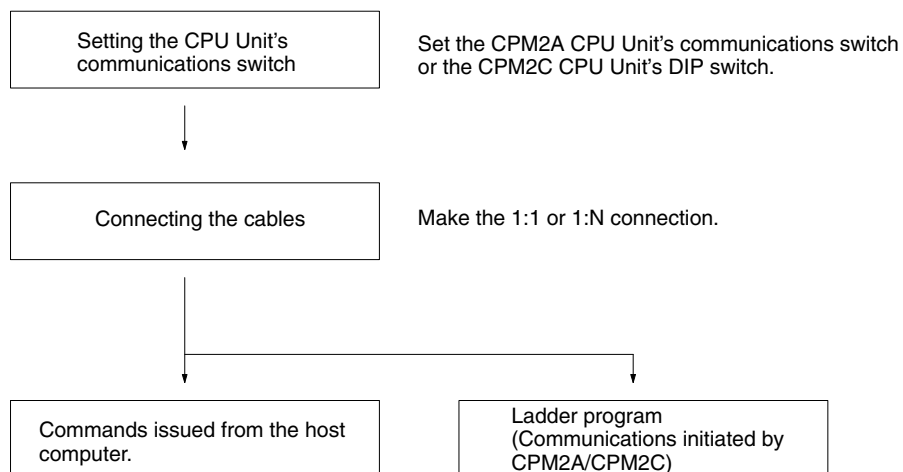 Setting the CPU Unit's
communications switch
Set the CPM2A CPU Unit's communications switch
or the CPM2C CPU Unit's DIP switch.
Connecting the cables
Make the 1:1 or 1:N connection.
Commands issued from the host
computer.
Ladder program
(Communications initiated by
CPM2A/CPM2C)